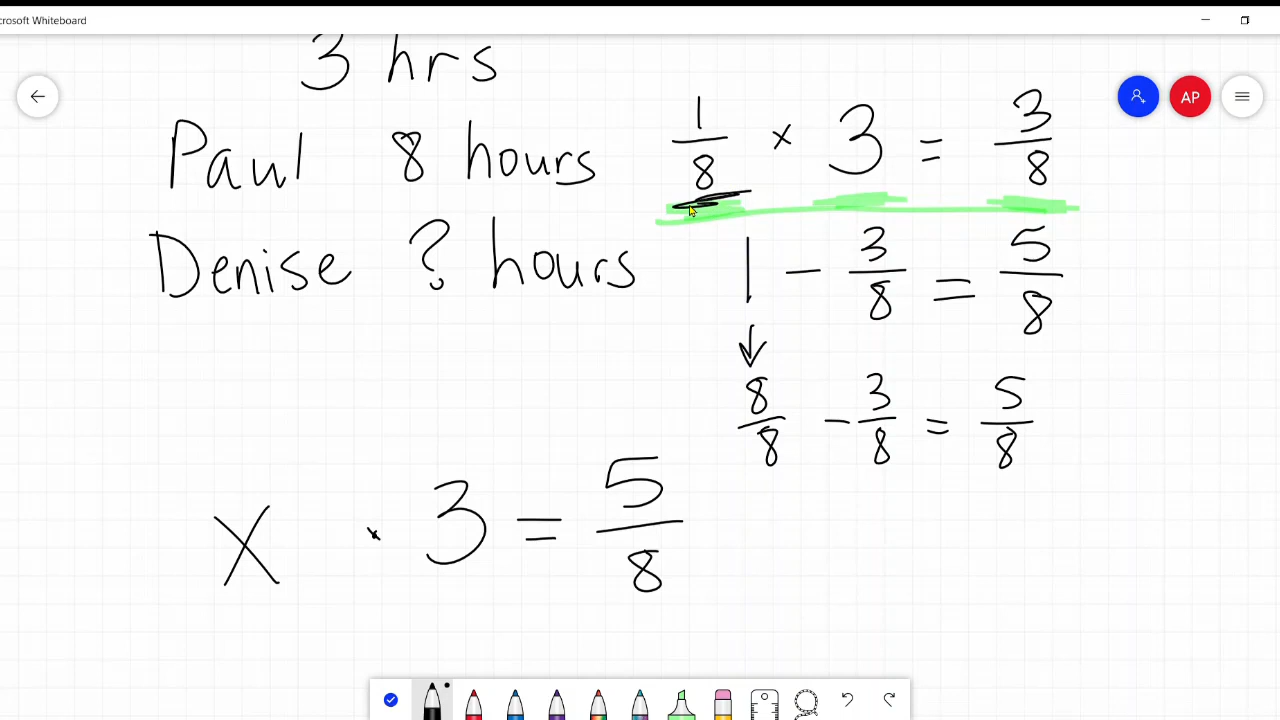 crosoft Whiteboard
AP
3 hrs
Paul 8 hours
1/8 × 3 = 3/8
Denise ? hours
1 − 3/8 = 5/8
↓
8/8 − 3/8 = 5/8
x · 3 = 5/8